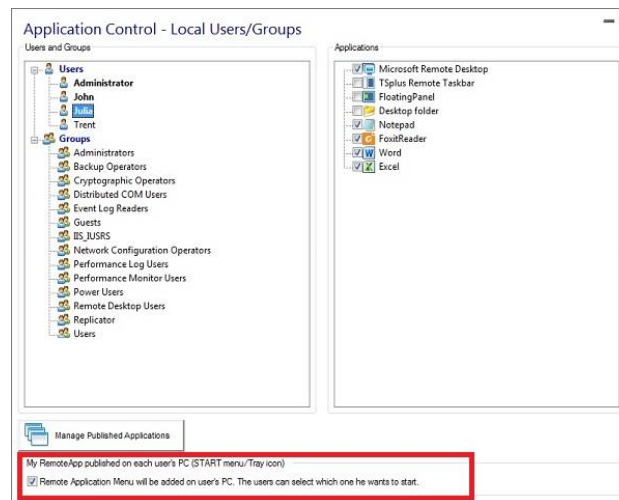 Application Control - Local Users/Groups
Users and Groups
Users
Administrator
John
Julia
Trent
Groups
Administrators
Backup Operators
Cryptographic Operators
Distributed COM Users
Event Log Readers
Guests
IIS_IUSRS
Network Configuration Operators
Performance Log Users
Performance Monitor Users
Power Users
Remote Desktop Users
Replicator
Users
Applications
Microsoft Remote Desktop
TSplus Remote Taskbar
FloatingPanel
Desktop folder
Notepad
FoxitReader
Word
Excel
Manage Published Applications
My RemoteApp published on each user's PC (START menu/Tray icon)
Remote Application Menu will be added on user's PC. The users can select which one he wants to start.